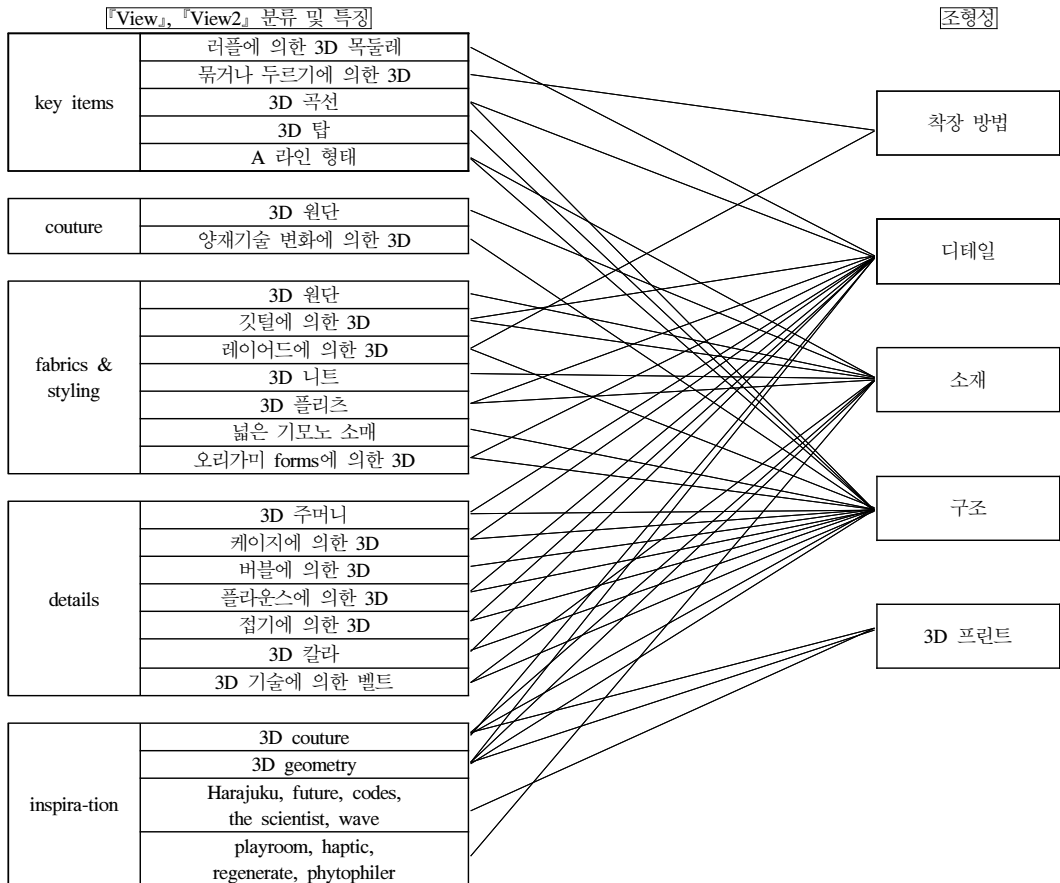 『View』, 『View2』 분류 및 특징
조형성
key items
러플에 의한 3D 목둘레
묶거나 두르기에 의한 3D
3D 곡선
3D 탑
A 라인 형태
couture
3D 원단
양재기술 변화에 의한 3D
fabrics &
styling
3D 원단
깃털에 의한 3D
레이어드에 의한 3D
3D 니트
3D 플리츠
넓은 기모노 소매
오리가미 forms에 의한 3D
details
3D 주머니
케이지에 의한 3D
버블에 의한 3D
플라운스에 의한 3D
접기에 의한 3D
3D 칼라
3D 기술에 의한 벨트
inspira-tion
3D couture
3D geometry
Harajuku, future, codes,
the scientist, wave
playroom, haptic,
regenerate, phytophiler
착장 방법
디테일
소재
구조
3D 프린트